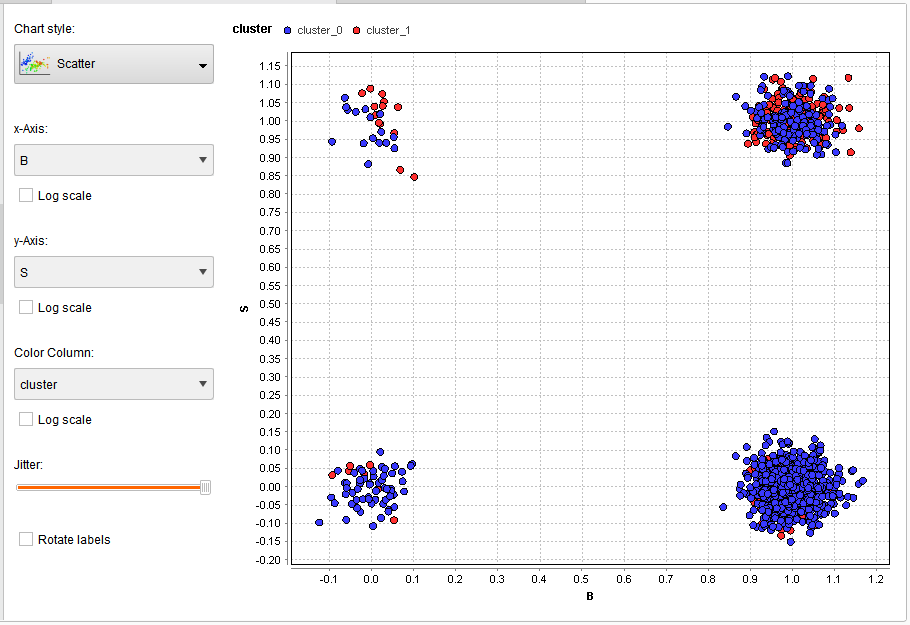 Chart style:
Scatter
x-Axis:
B
Log scale
y-Axis:
S
Log scale
Color Column:
cluster
Log scale
Jitter:
Rotate labels
cluster cluster_0 cluster_1
1.15
1.10
1.05
1.00
0.95
0.90
0.85
0.80
0.75
0.70
0.65
0.60
0.55
0.50
0.45
0.40
0.35
0.30
0.25
0.20
0.15
0.10
0.05
0.00
-0.05
-0.10
-0.15
-0.20
S
-0.1 0.0 0.1 0.2 0.3 0.4 0.5 0.6 0.7 0.8 0.9 1.0 1.1 1.2
B